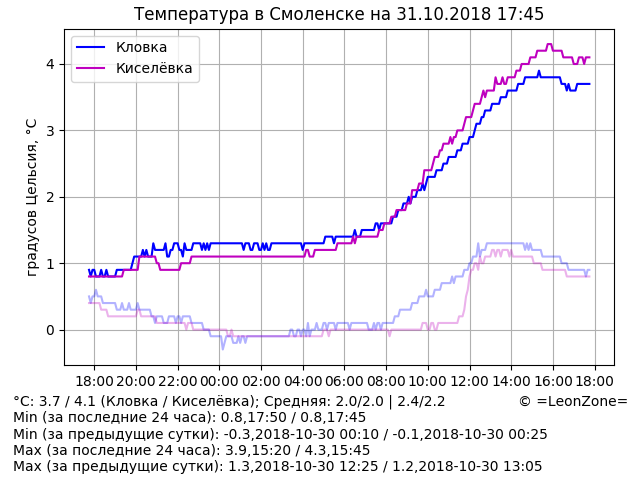 Температура в Смоленске на 31.10.2018 17:45
Кловка
Киселёвка
градусов Цельсия, °C
4
3
2
1
0
18:00 20:00 22:00 00:00 02:00 04:00 06:00 08:00 10:00 12:00 14:00 16:00 18:00
°C: 3.7 / 4.1 (Кловка / Киселёвка); Средняя: 2.0/2.0 | 2.4/2.2 © =LeonZone=
Min (за последние 24 часа): 0.8,17:50 / 0.8,17:45
Min (за предыдущие сутки): -0.3,2018-10-30 00:10 / -0.1,2018-10-30 00:25
Max (за последние 24 часа): 3.9,15:20 / 4.3,15:45
Max (за предыдущие сутки): 1.3,2018-10-30 12:25 / 1.2,2018-10-30 13:05